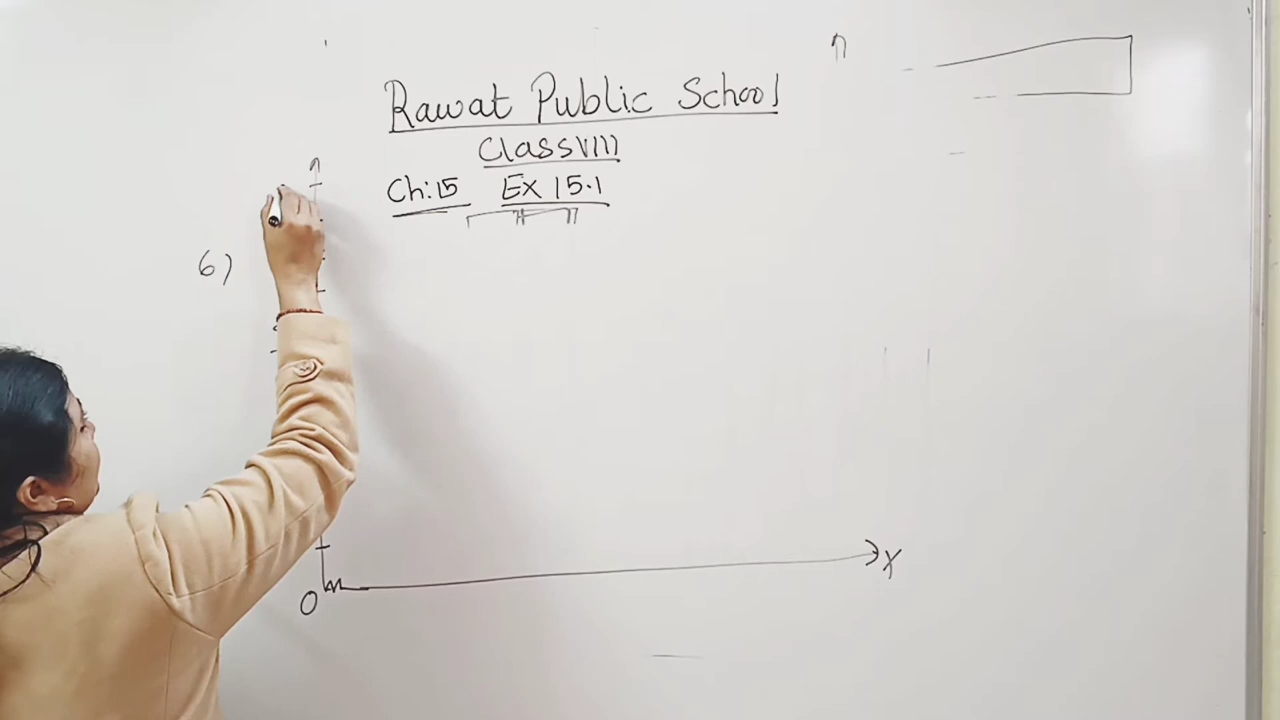 Rawat Public School
Class VIII
Ch:15 Ex 15.1
6)
O
X